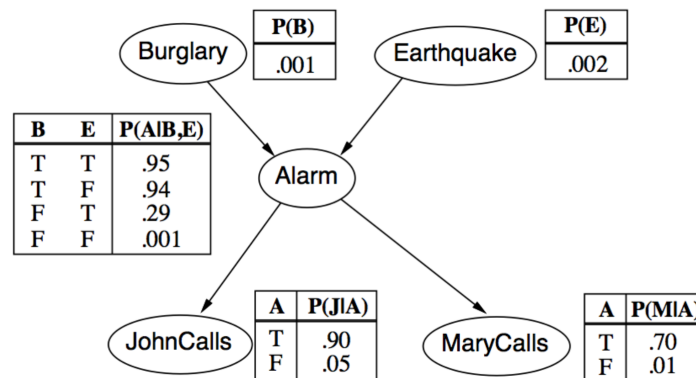 P(B)
Burglary
.001
P(E)
Earthquake
.002
B E P(A|B,E)
T T .95
T F .94
F T .29
F F .001
Alarm
JohnCalls
A P(J|A)
T .90
F .05
MaryCalls
A P(M|A)
T .70
F .01